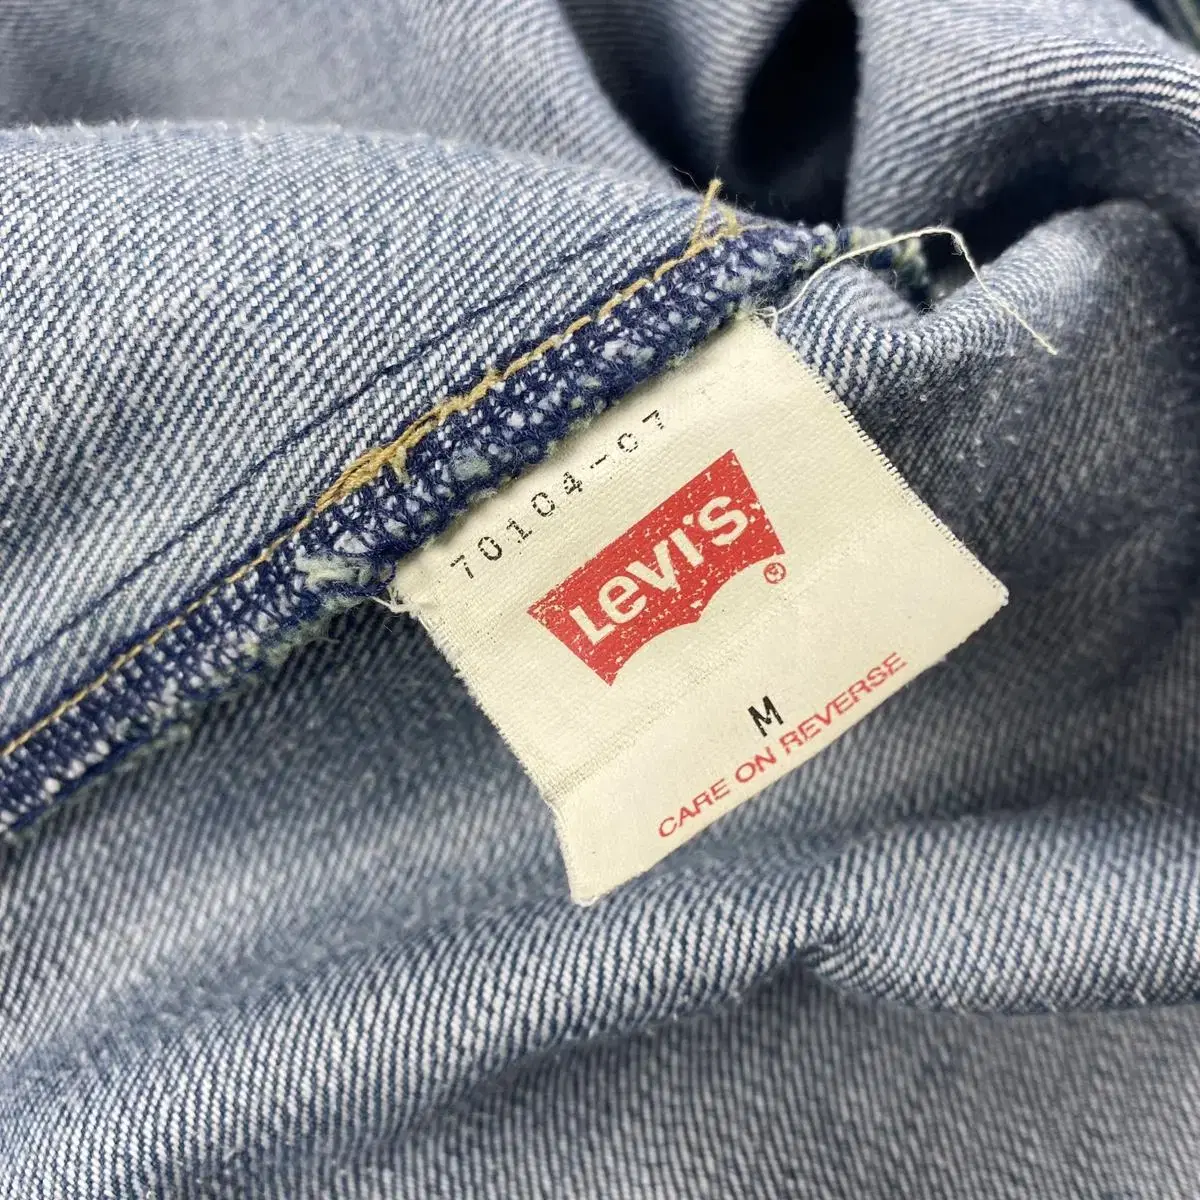 70104-07
Levi's®
M
CARE ON REVERSE